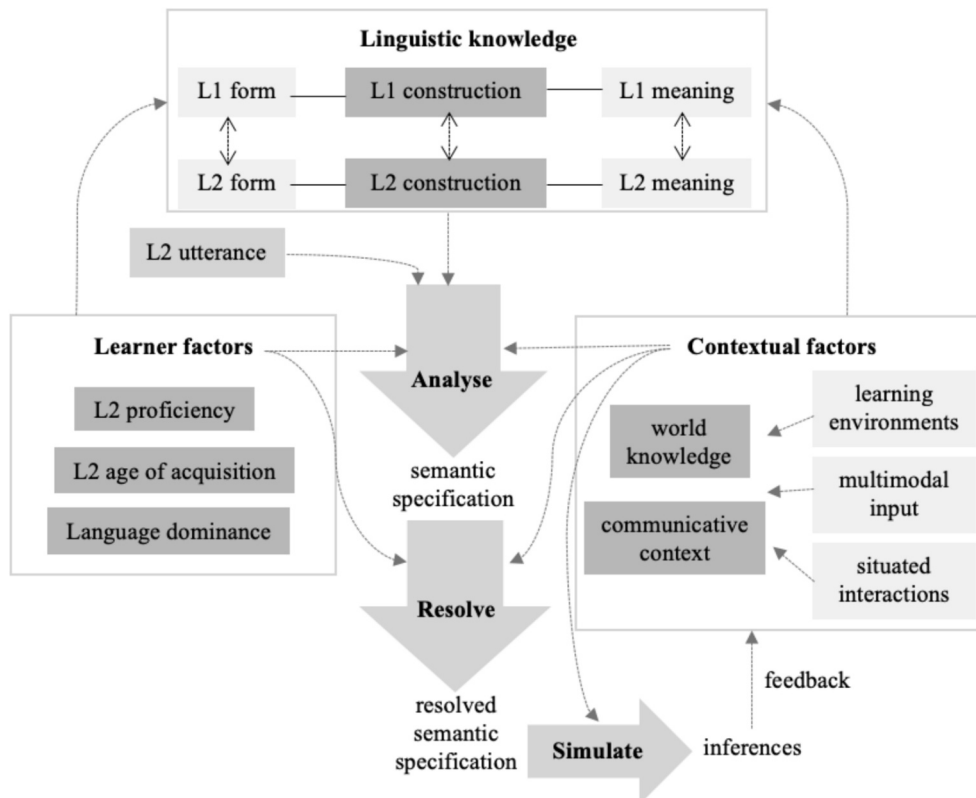 Linguistic knowledge
L1 form
L1 construction
L1 meaning
L2 form
L2 construction
L2 meaning
L2 utterance
Learner factors
L2 proficiency
L2 age of acquisition
Language dominance
Analyse
semantic
specification
Resolve
resolved
semantic
specification
Simulate
inferences
feedback
Contextual factors
world
knowledge
communicative
context
learning
environments
multimodal
input
situated
interactions